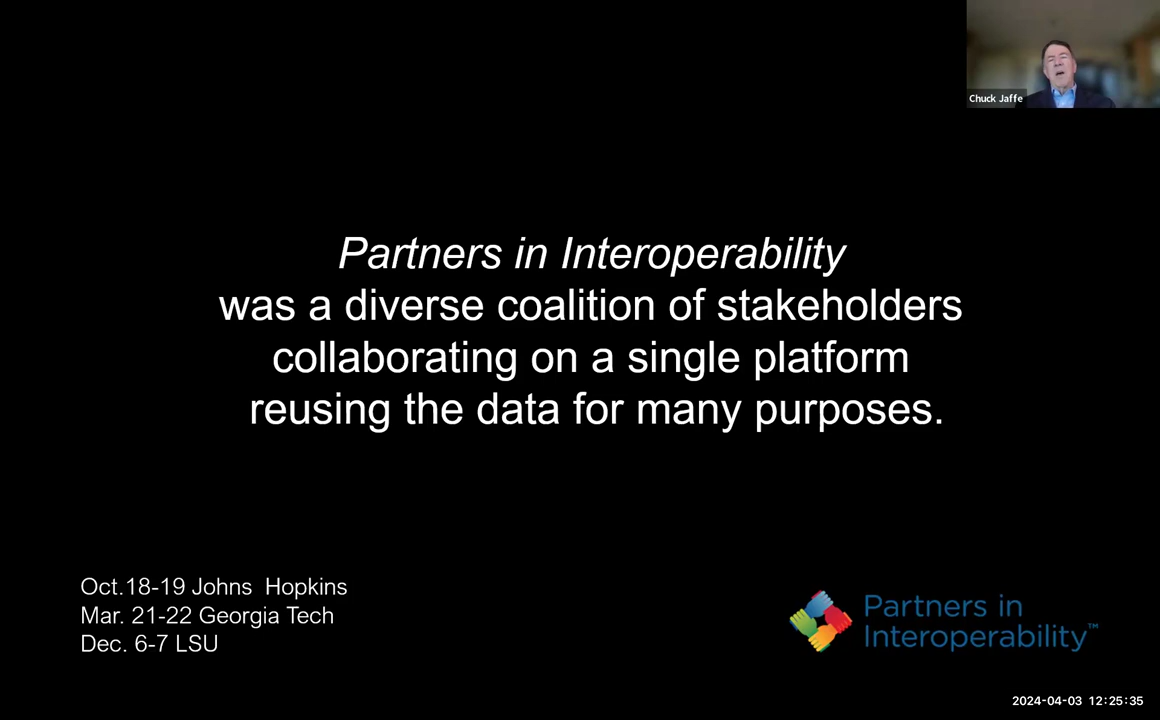 Chuck Jaffe
Partners in Interoperability
was a diverse coalition of stakeholders
collaborating on a single platform
reusing the data for many purposes.
Oct.18-19 Johns  Hopkins
Mar. 21-22 Georgia Tech
Dec. 6-7 LSU
Partners in
Interoperability™
2024-04-03 12:25:35